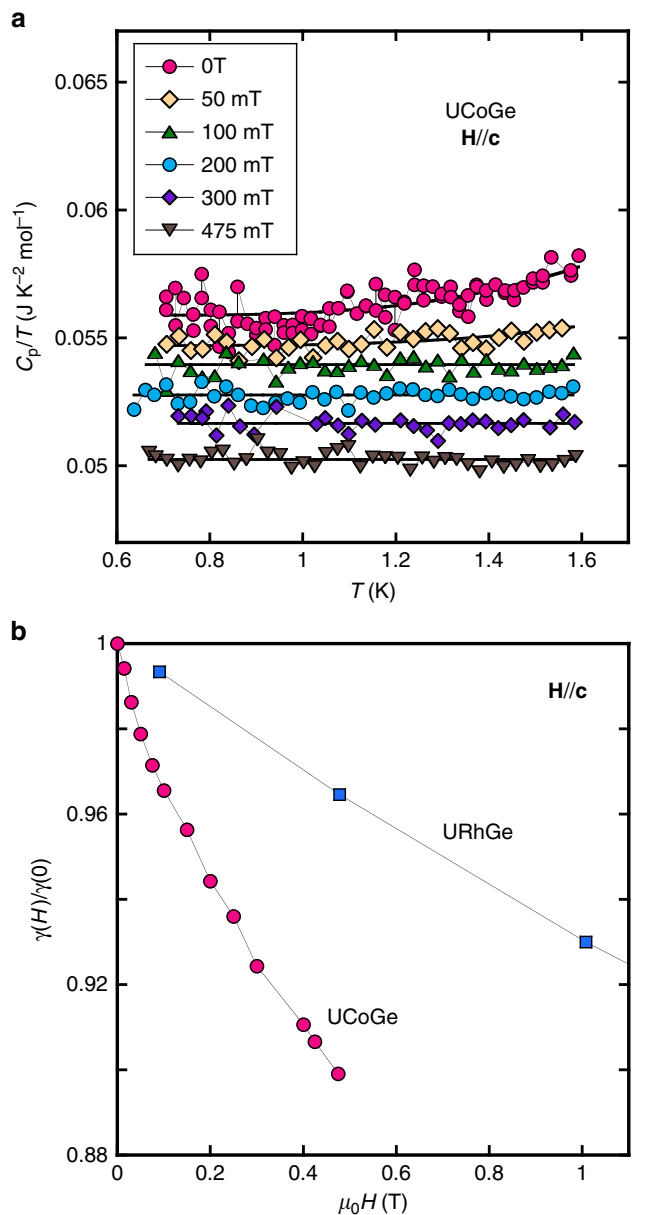 a
0T
50 mT
100 mT
200 mT
300 mT
475 mT
UCoGe
H//c
0.065
0.06
0.055
0.05
Cp/T (J K⁻² mol⁻¹)
0.6 0.8 1 1.2 1.4 1.6
T (K)
b
H//c
URhGe
UCoGe
1
0.96
0.92
0.88
γ(H)/γ(0)
0 0.2 0.4 0.6 0.8 1
μ₀H (T)